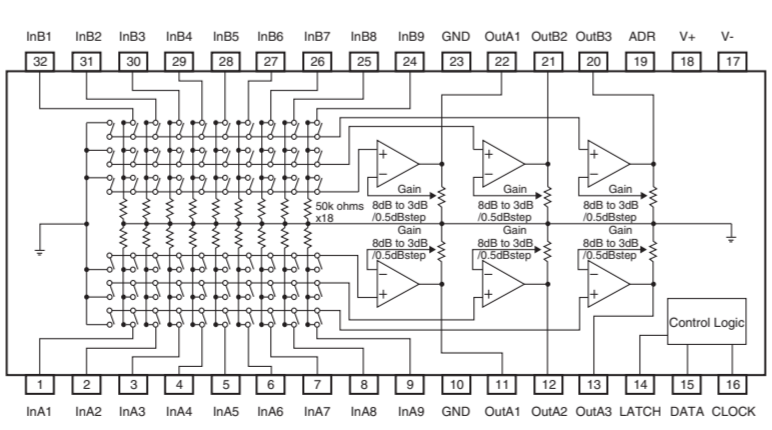 InB1 InB2 InB3 InB4 InB5 InB6 InB7 InB8 InB9 GND OutA1 OutB2 OutB3 ADR V+ V-
32 31 30 29 28 27 26 25 24 23 22 21 20 19 18 17
+ + +
− − −
Gain Gain Gain
50k ohms 8dB to 3dB 8dB to 3dB 8dB to 3dB
x18 /0.5dBstep /0.5dBstep /0.5dBstep
Gain Gain Gain
8dB to 3dB 8dB to 3dB 8dB to 3dB
/0.5dBstep /0.5dBstep /0.5dBstep
− − −
+ + +
Control Logic
1 2 3 4 5 6 7 8 9 10 11 12 13 14 15 16
InA1 InA2 InA3 InA4 InA5 InA6 InA7 InA8 InA9 GND OutA1 OutA2 OutA3 LATCH DATA CLOCK